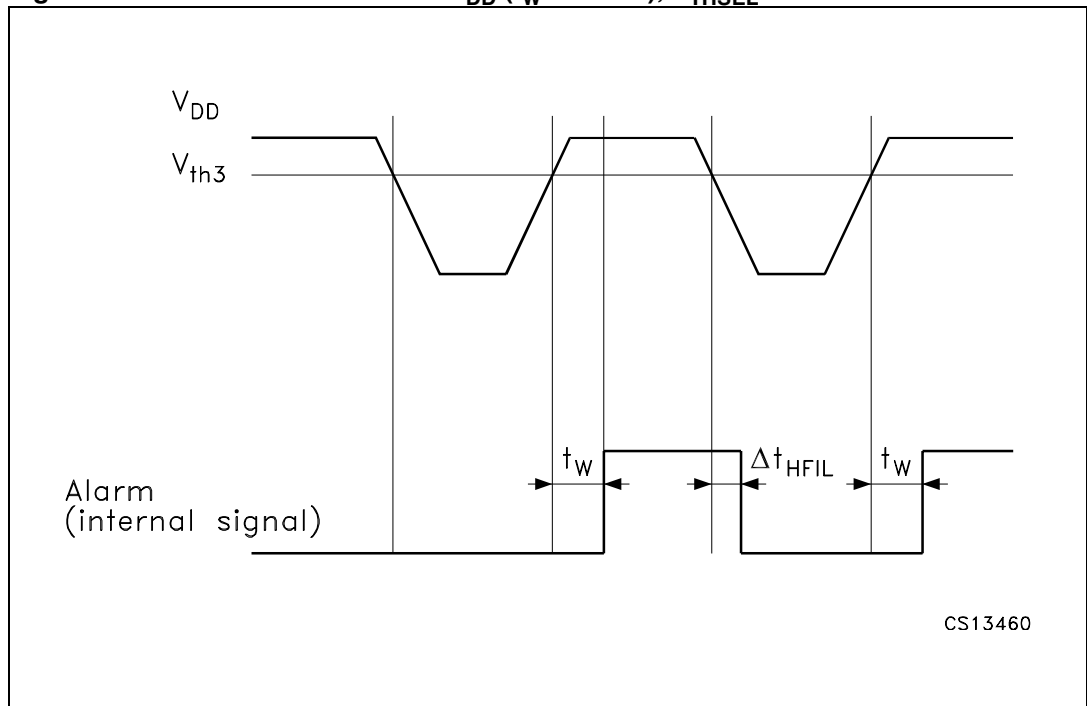 V_DD
V_th3
t_W
Δt_HFIL
t_W
Alarm
(internal signal)
CS13460